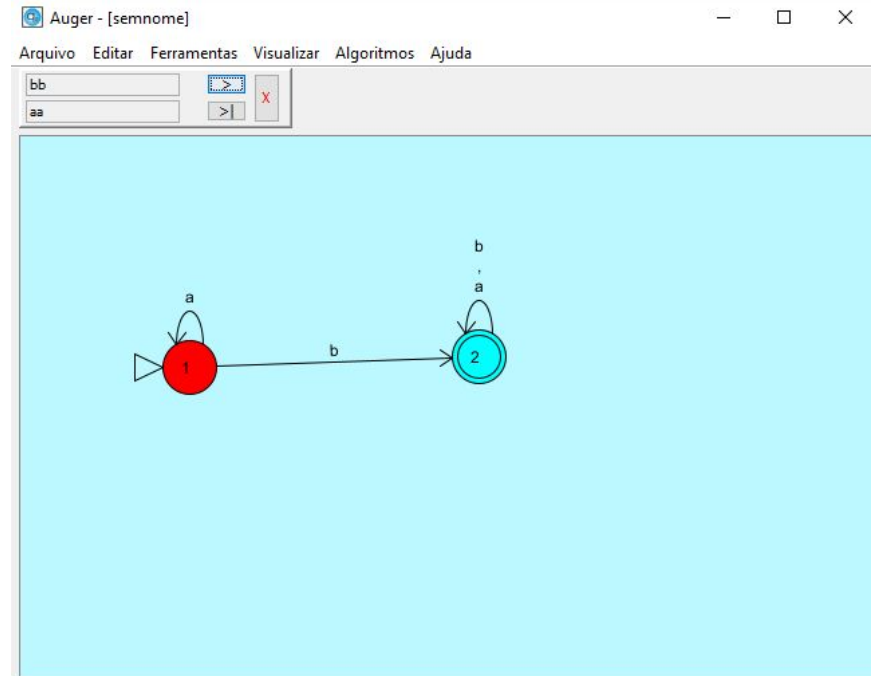 Auger - [semnome]
Arquivo Editar Ferramentas Visualizar Algoritmos Ajuda
bb >
aa >| X
b
,
a
a
b
1
2